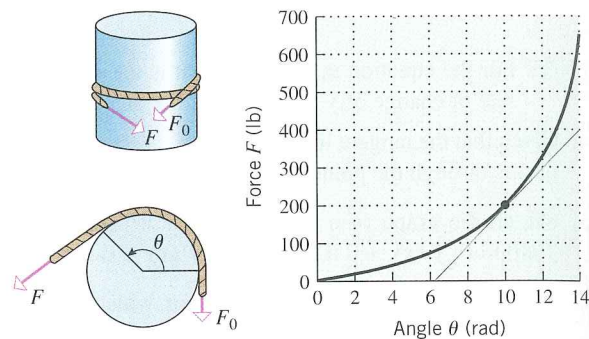 F
F₀
θ
F
F₀
Force F (lb)
700
600
500
400
300
200
100
0
0 2 4 6 8 10 12 14
Angle θ (rad)